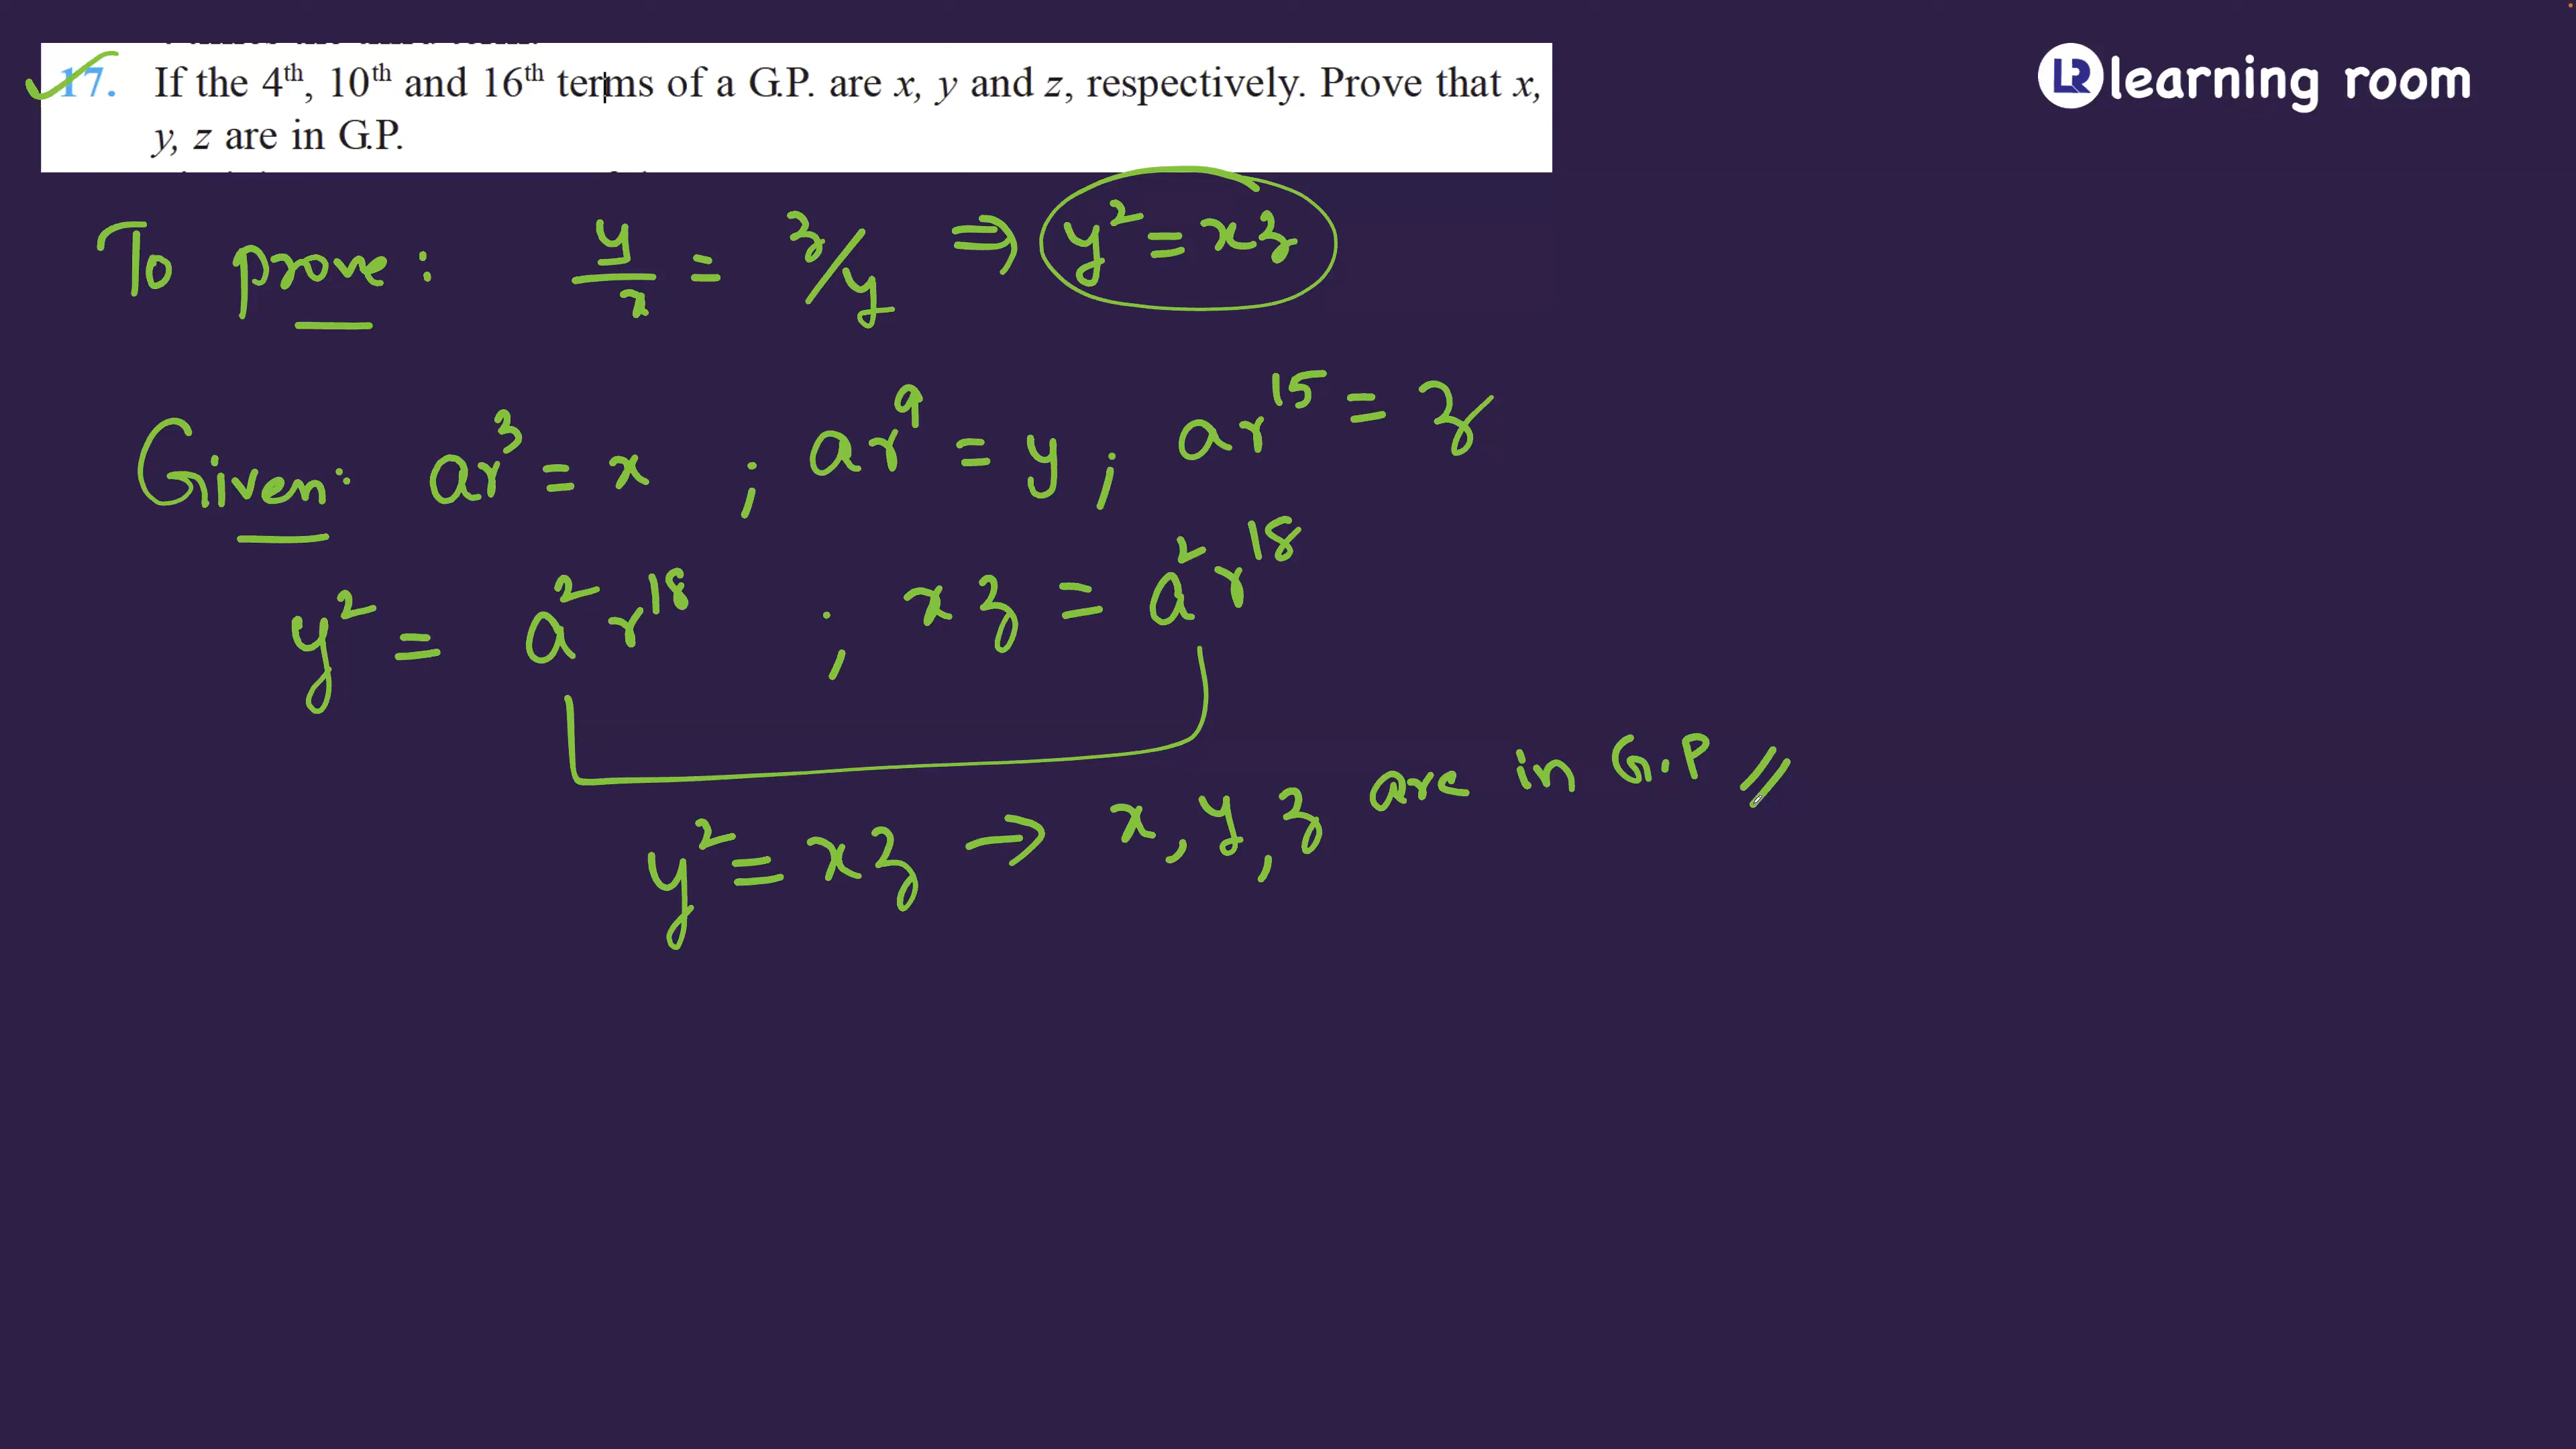 learning room
17. If the 4th, 10th and 16th terms of a G.P. are x, y and z, respectively. Prove that x,
y, z are in G.P.
To prove: y/x = z/y ⇒ y² = xz
Given: ar³ = x ; ar⁹ = y ; ar¹⁵ = z
y² = a²r¹⁸ ; xz = a²r¹⁸
y² = xz → x, y, z are in G.P //